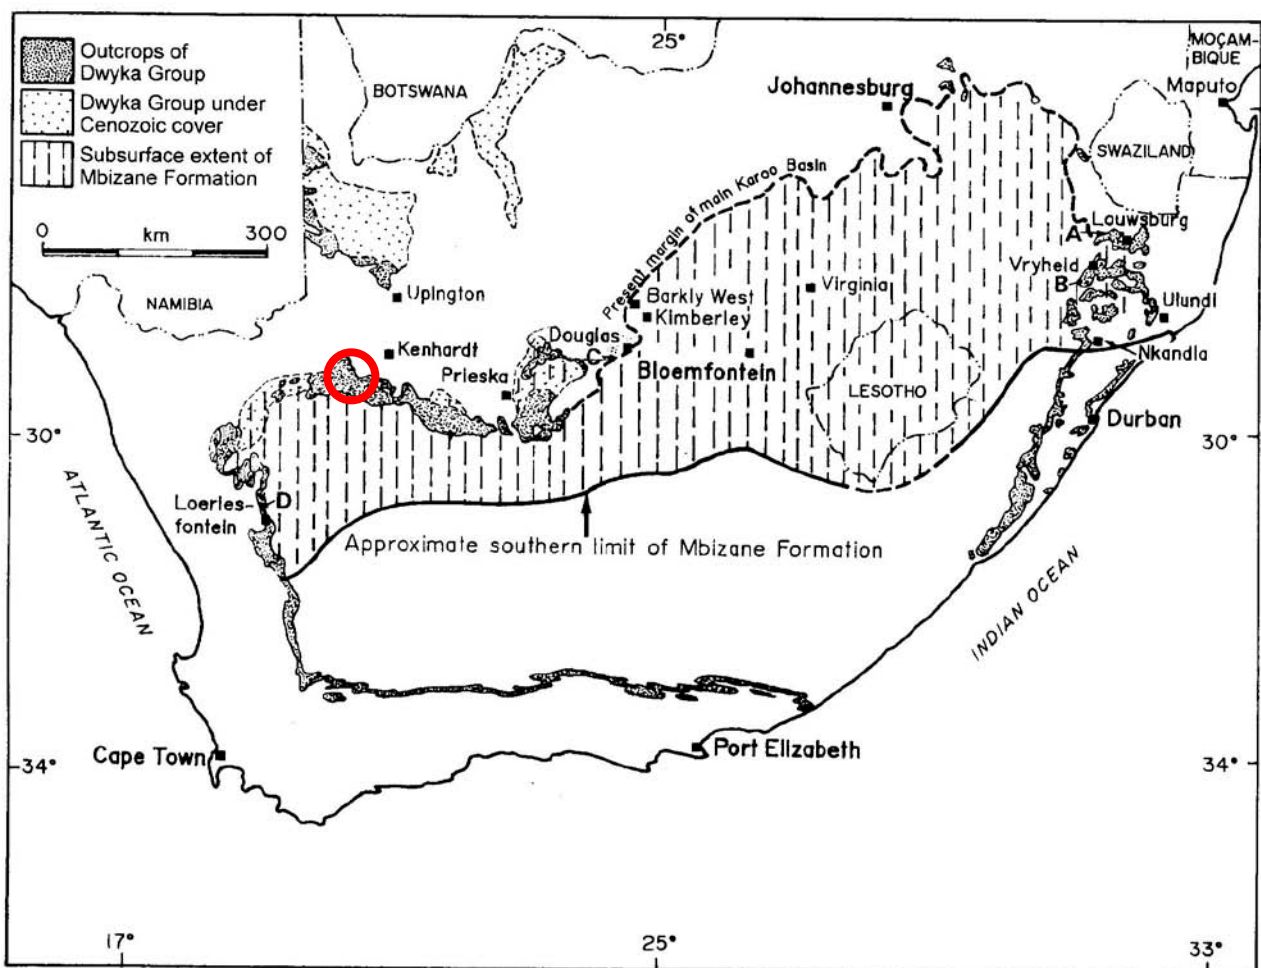 Outcrops of
Dwyka Group
Dwyka Group under
Cenozoic cover
Subsurface extent of
Mbizane Formation
0 km 300
25°
MOÇAM-
BIQUE
Maputo
BOTSWANA
Johannesburg
SWAZILAND
Present margin of main Karoo Basin
Louwsburg
A
Vryheid
B
NAMIBIA
Upington
Barkly West
Kimberley
Virginia
Ulundi
Kenhardt
Douglas
C
Bloemfontein
Nkandla
Prieska
LESOTHO
Durban
30°
30°
ATLANTIC OCEAN
D
Loeries-
fontein
Approximate southern limit of Mbizane Formation
INDIAN OCEAN
Cape Town
Port Elizabeth
34°
34°
17°
25°
33°